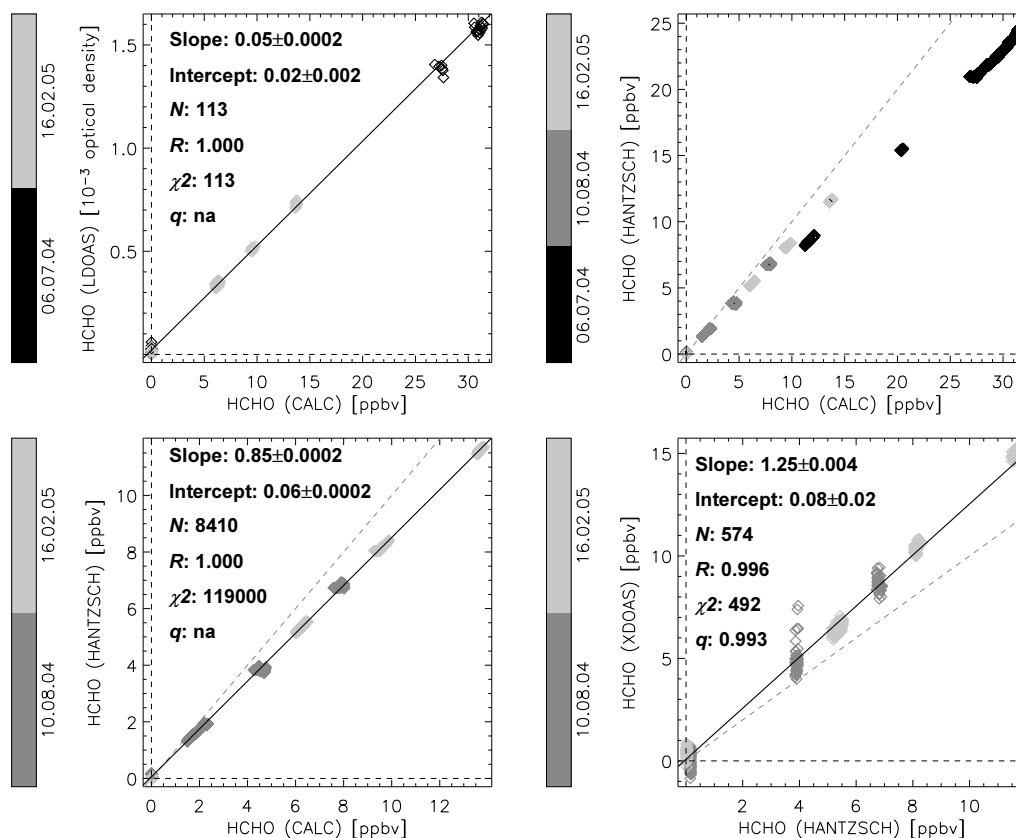 16.02.05
06.07.04
HCHO (LDOAS) [10⁻³ optical density]
1.5
1.0
0.5
0
Slope: 0.05±0.0002
Intercept: 0.02±0.002
N: 113
R: 1.000
χ2: 113
q: na
0 5 10 15 20 25 30
HCHO (CALC) [ppbv]
16.02.05
10.08.04
06.07.04
HCHO (HANTZSCH) [ppbv]
25
20
15
10
5
0
0 5 10 15 20 25 30
HCHO (CALC) [ppbv]
16.02.05
10.08.04
HCHO (HANTZSCH) [ppbv]
10
8
6
4
2
0
Slope: 0.85±0.0002
Intercept: 0.06±0.0002
N: 8410
R: 1.000
χ2: 119000
q: na
0 2 4 6 8 10 12
HCHO (CALC) [ppbv]
16.02.05
10.08.04
HCHO (XDOAS) [ppbv]
15
10
5
0
Slope: 1.25±0.004
Intercept: 0.08±0.02
N: 574
R: 0.996
χ2: 492
q: 0.993
2 4 6 8 10
HCHO (HANTZSCH) [ppbv]